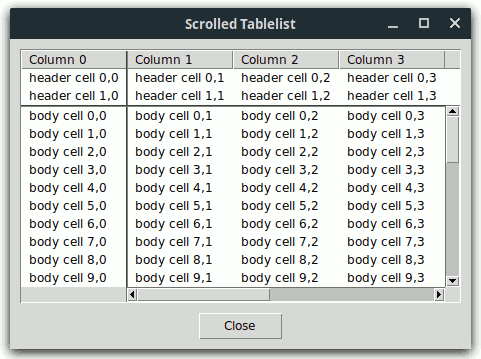 Scrolled Tablelist
Column 0 Column 1 Column 2 Column 3
header cell 0,0 header cell 0,1 header cell 0,2 header cell 0,3
header cell 1,0 header cell 1,1 header cell 1,2 header cell 1,3
body cell 0,0 body cell 0,1 body cell 0,2 body cell 0,3
body cell 1,0 body cell 1,1 body cell 1,2 body cell 1,3
body cell 2,0 body cell 2,1 body cell 2,2 body cell 2,3
body cell 3,0 body cell 3,1 body cell 3,2 body cell 3,3
body cell 4,0 body cell 4,1 body cell 4,2 body cell 4,3
body cell 5,0 body cell 5,1 body cell 5,2 body cell 5,3
body cell 6,0 body cell 6,1 body cell 6,2 body cell 6,3
body cell 7,0 body cell 7,1 body cell 7,2 body cell 7,3
body cell 8,0 body cell 8,1 body cell 8,2 body cell 8,3
body cell 9,0 body cell 9,1 body cell 9,2 body cell 9,3
Close